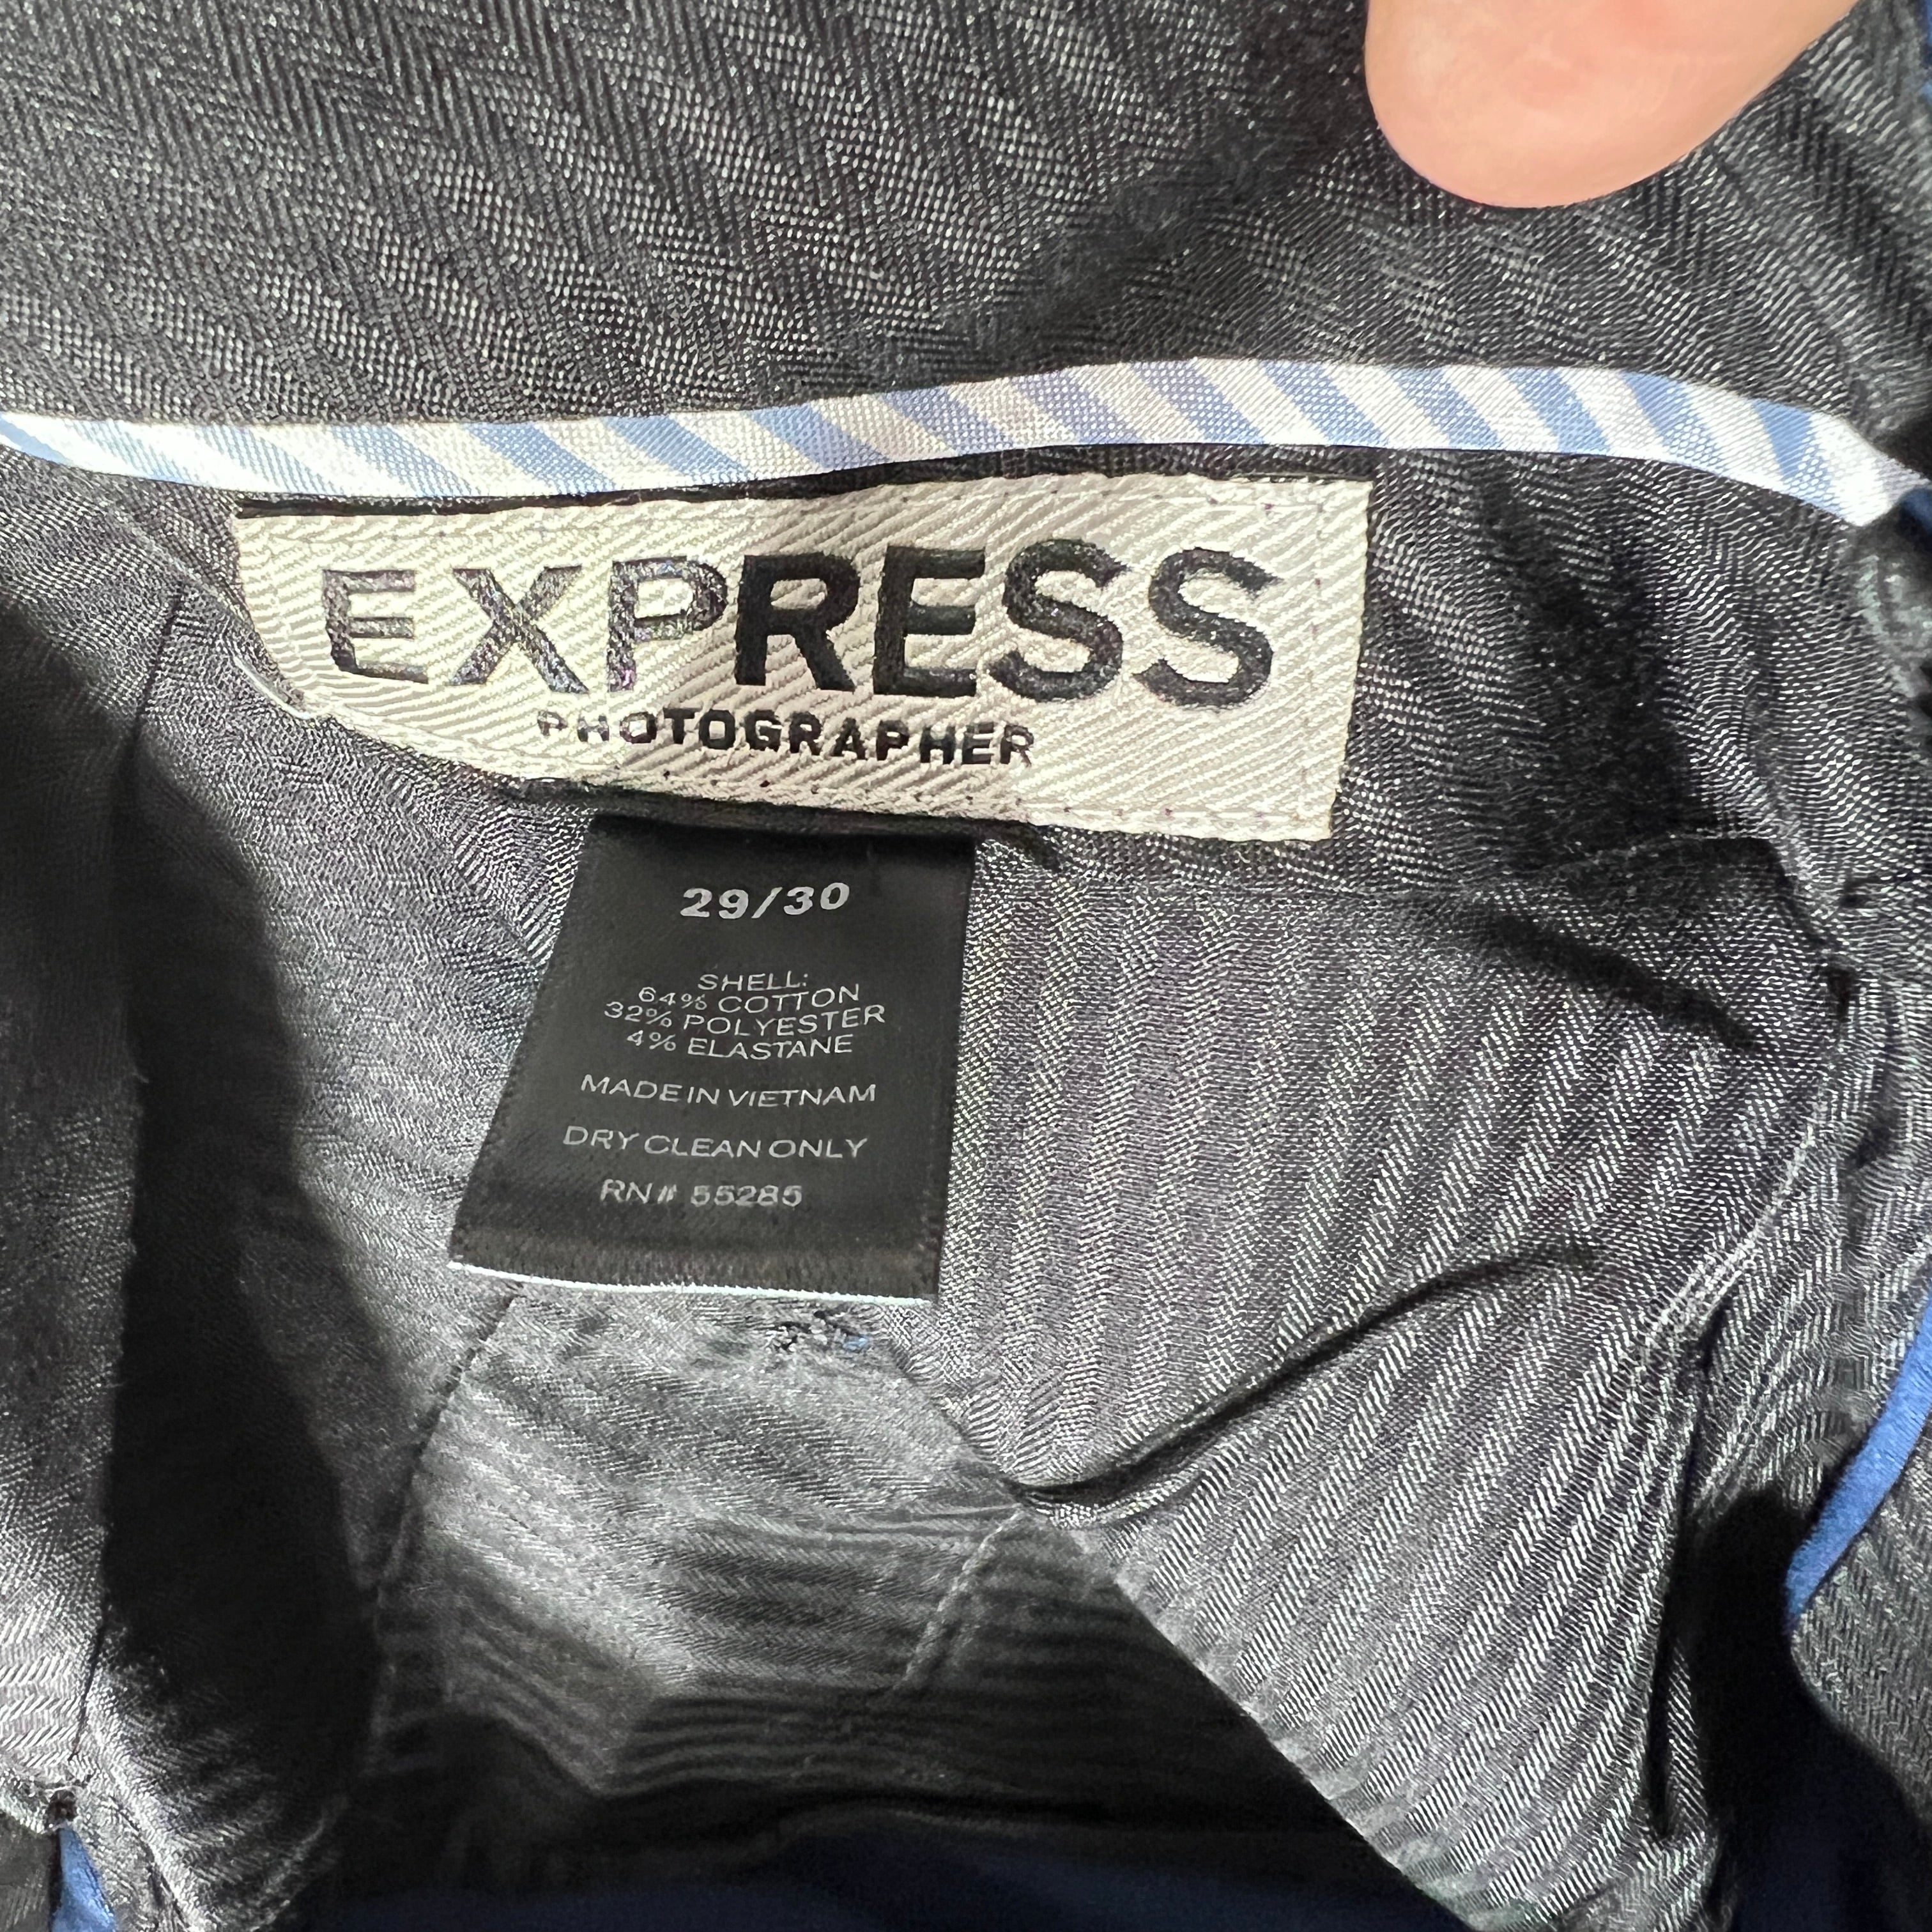 EXPRESS
PHOTOGRAPHER
29/30
SHELL:
64% COTTON
32% POLYESTER
4% ELASTANE
MADE IN VIETNAM
DRY CLEAN ONLY
RN# 55285